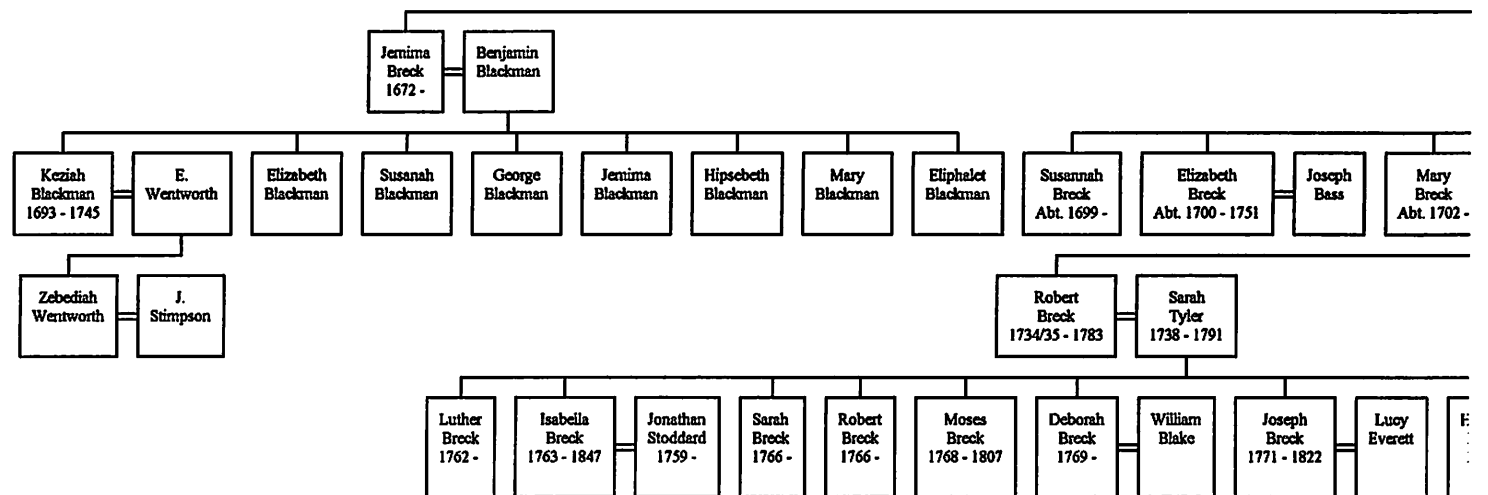 Jemima
Breck
1672 -
Benjamin
Blackman
Keziah
Blackman
1693 - 1745
E.
Wentworth
Elizabeth
Blackman
Susanah
Blackman
George
Blackman
Jemima
Blackman
Hipsebeth
Blackman
Mary
Blackman
Eliphalet
Blackman
Susannah
Breck
Abt. 1699 -
Elizabeth
Breck
Abt. 1700 - 1751
Joseph
Bass
Mary
Breck
Abt. 1702 -
Zebediah
Wentworth
J.
Stimpson
Robert
Breck
1734/35 - 1783
Sarah
Tyler
1738 - 1791
Luther
Breck
1762 -
Isabella
Breck
1763 - 1847
Jonathan
Stoddard
1759 -
Sarah
Breck
1766 -
Robert
Breck
1766 -
Moses
Breck
1768 - 1807
Deborah
Breck
1769 -
William
Blake
Joseph
Breck
1771 - 1822
Lucy
Everett